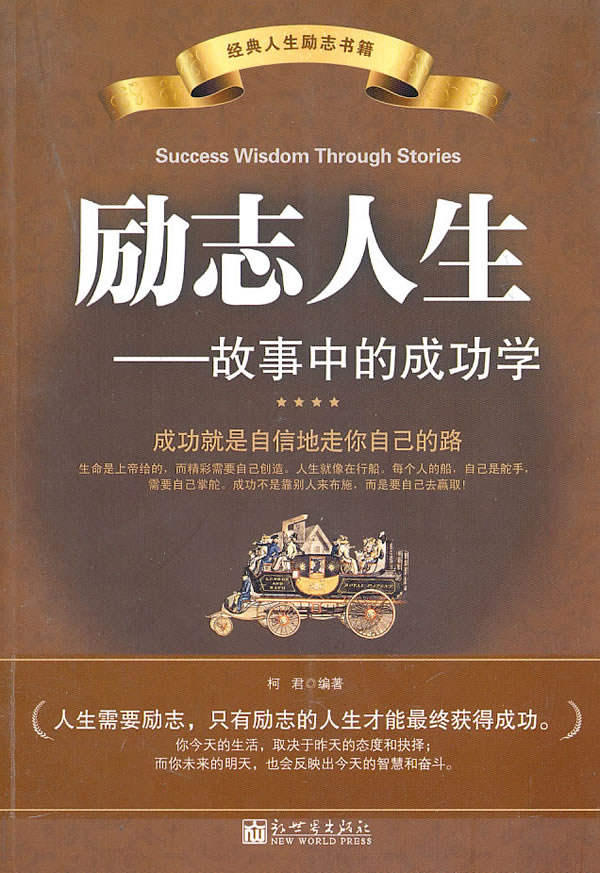 经典人生励志书籍
Success Wisdom Through Stories
励志人生
——故事中的成功学
成功就是自信地走你自己的路
生命是上帝给的，而精彩需要自己创造。人生就像在行船。每个人的船，自己是舵手，
需要自己掌舵。成功不是靠别人来布施，而是要自己去赢取！
LONDON
AND
BATH
ROYAL PATENT
柯 君◎编著
人生需要励志，只有励志的人生才能最终获得成功。
你今天的生活，取决于昨天的态度和抉择；
而你未来的明天，也会反映出今天的智慧和奋斗。
新世界出版社
NEW WORLD PRESS